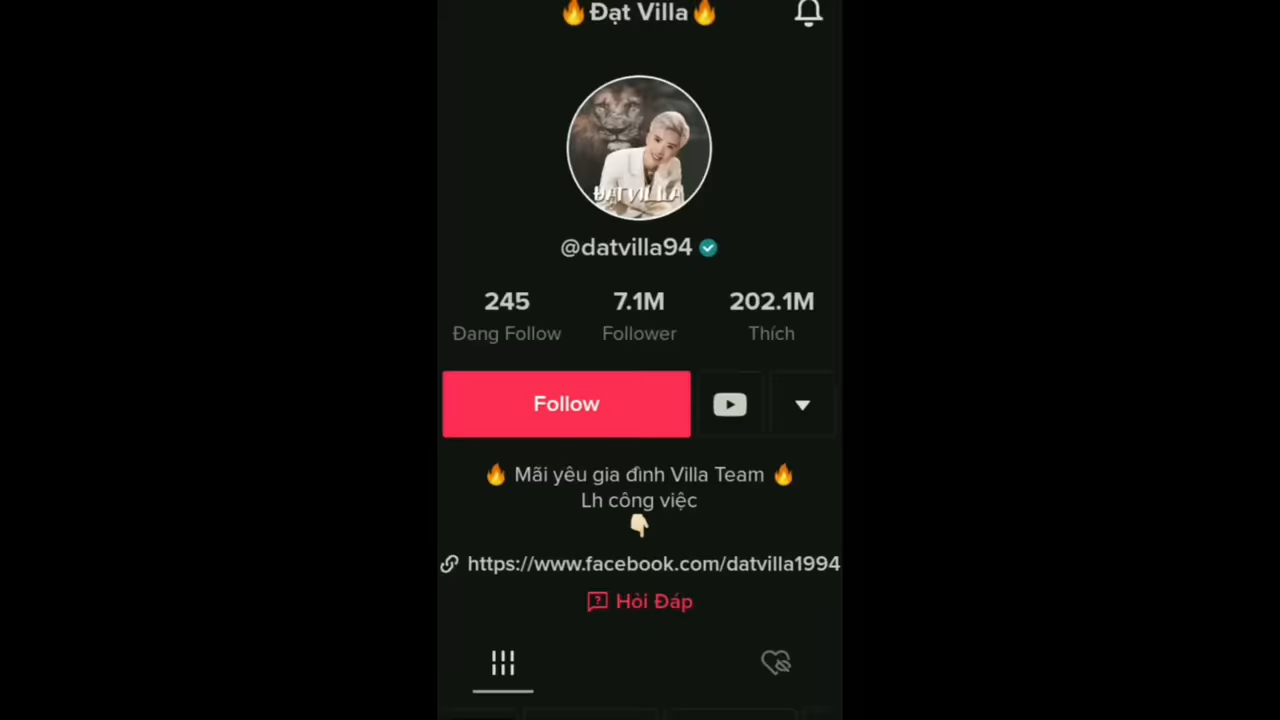 🔥Đạt Villa🔥
ĐẠTVILLA
@datvilla94
245 7.1M 202.1M
Đang Follow Follower Thích
Follow
🔥 Mãi yêu gia đình Villa Team 🔥
Lh công việc
👇🏻
https://www.facebook.com/datvilla1994
Hỏi Đáp